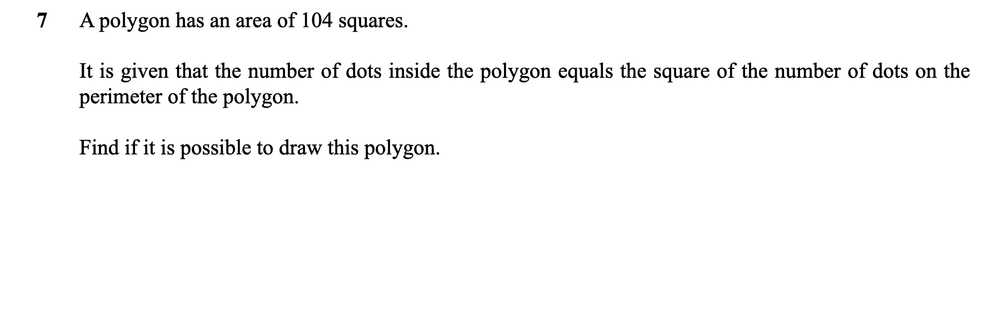 7 A polygon has an area of 104 squares.
It is given that the number of dots inside the polygon equals the square of the number of dots on the
perimeter of the polygon.
Find if it is possible to draw this polygon.